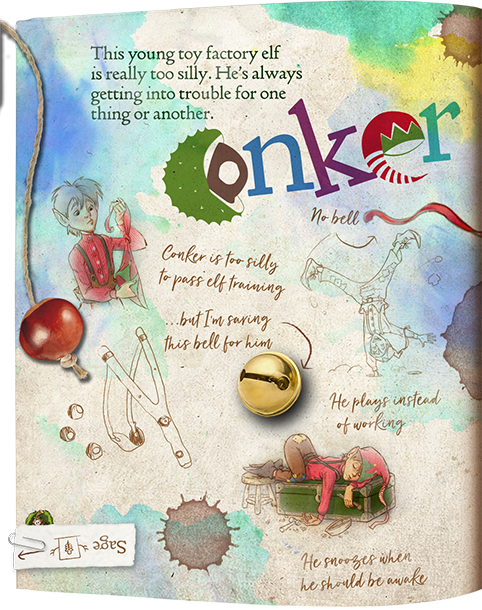 This young toy factory elf
is really too silly. He's always
getting into trouble for one
thing or another.
Conker
No bell
Conker is too silly
to pass elf training
...but I'm saving
this bell for him
He plays instead
of working
He snoozes when
he should be awake
Sage